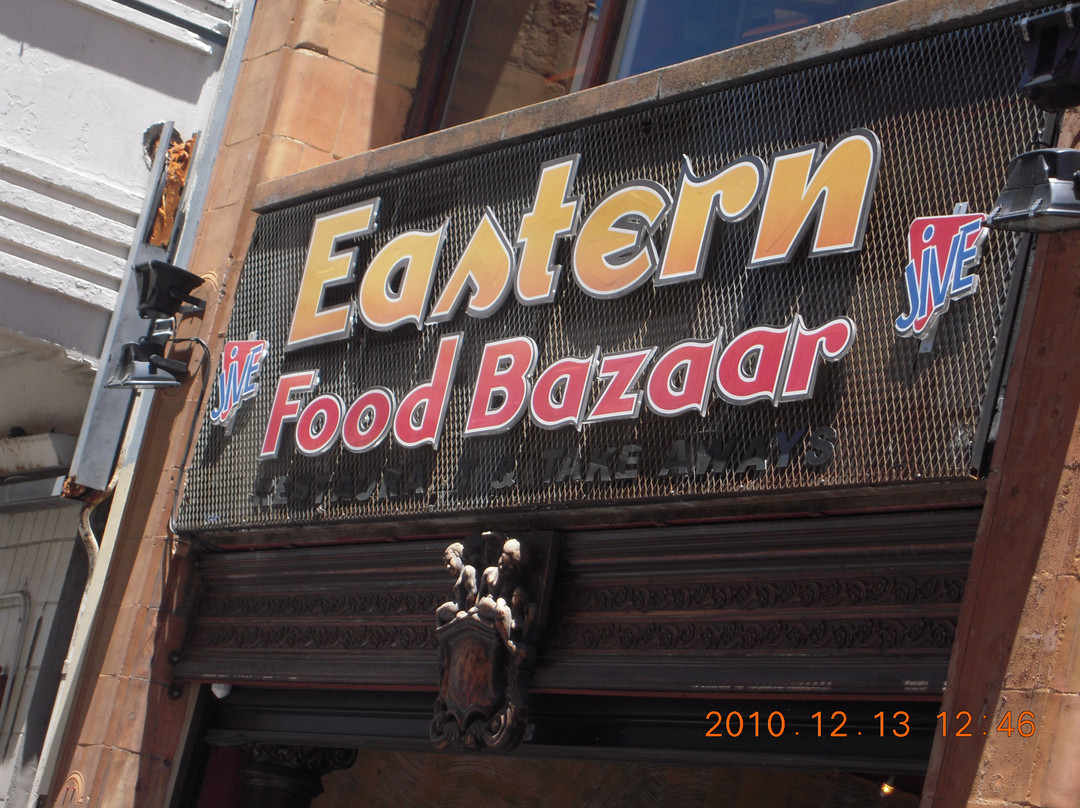 Eastern
JiVE
JiVE
Food Bazaar
RESTAURANT & TAKE AWAYS
2010.12.13 12:46